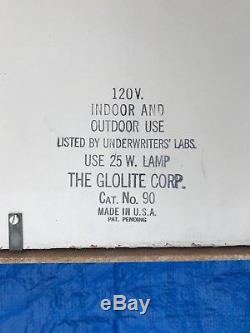 120V.
INDOOR AND
OUTDOOR USE
LISTED BY UNDERWRITERS' LABS.
USE 25 W. LAMP
THE GLOLITE CORP.
CAT. NO. 90
MADE IN U.S.A.
PAT. PENDING